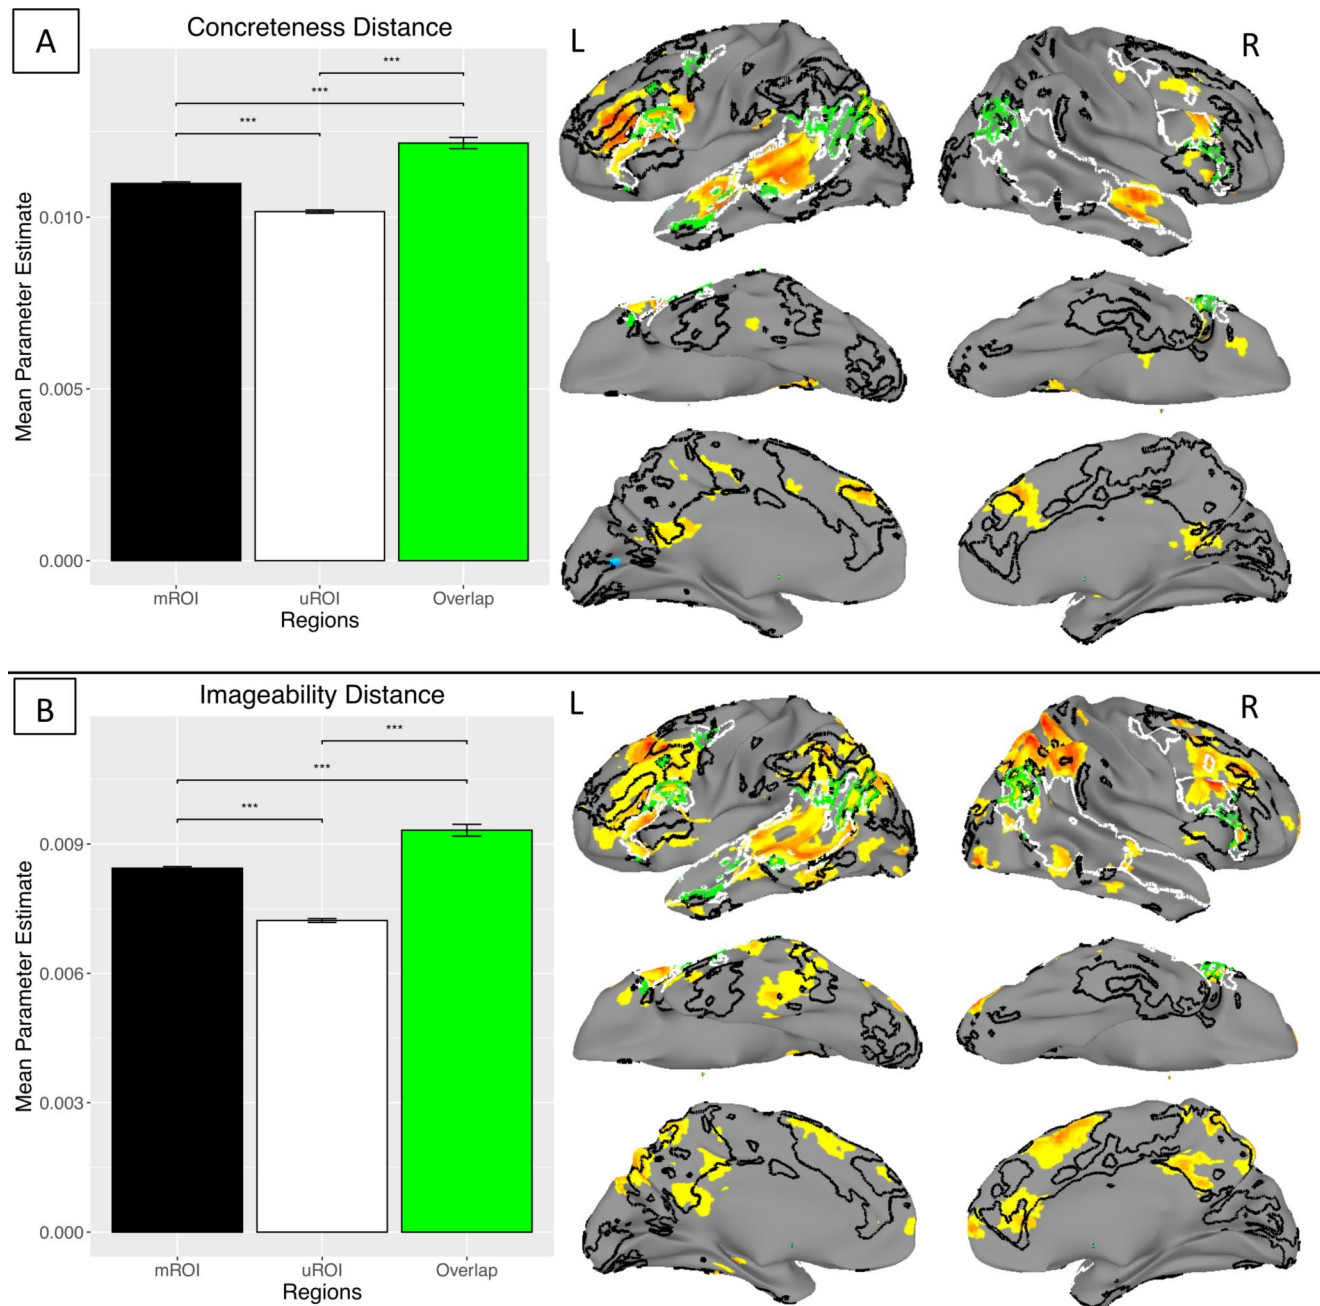 A
Concreteness Distance
L
R
***
***
***
0.010
0.005
0.000
Mean Parameter Estimate
mROI
uROI
Overlap
Regions
B
Imageability Distance
L
R
***
***
***
0.009
0.006
0.003
0.000
Mean Parameter Estimate
mROI
uROI
Overlap
Regions